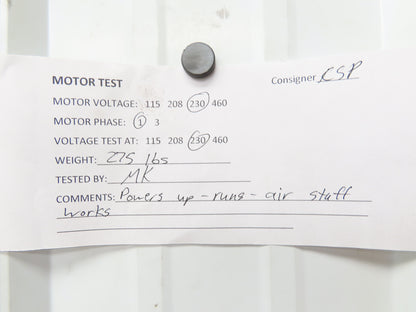 Consigner CSP
MOTOR TEST
MOTOR VOLTAGE: 115 208 230 460
MOTOR PHASE: 1 3
VOLTAGE TEST AT: 115 208 230 460
WEIGHT: 275 lbs
TESTED BY: MK
COMMENTS: Powers up - runs - air staff
works